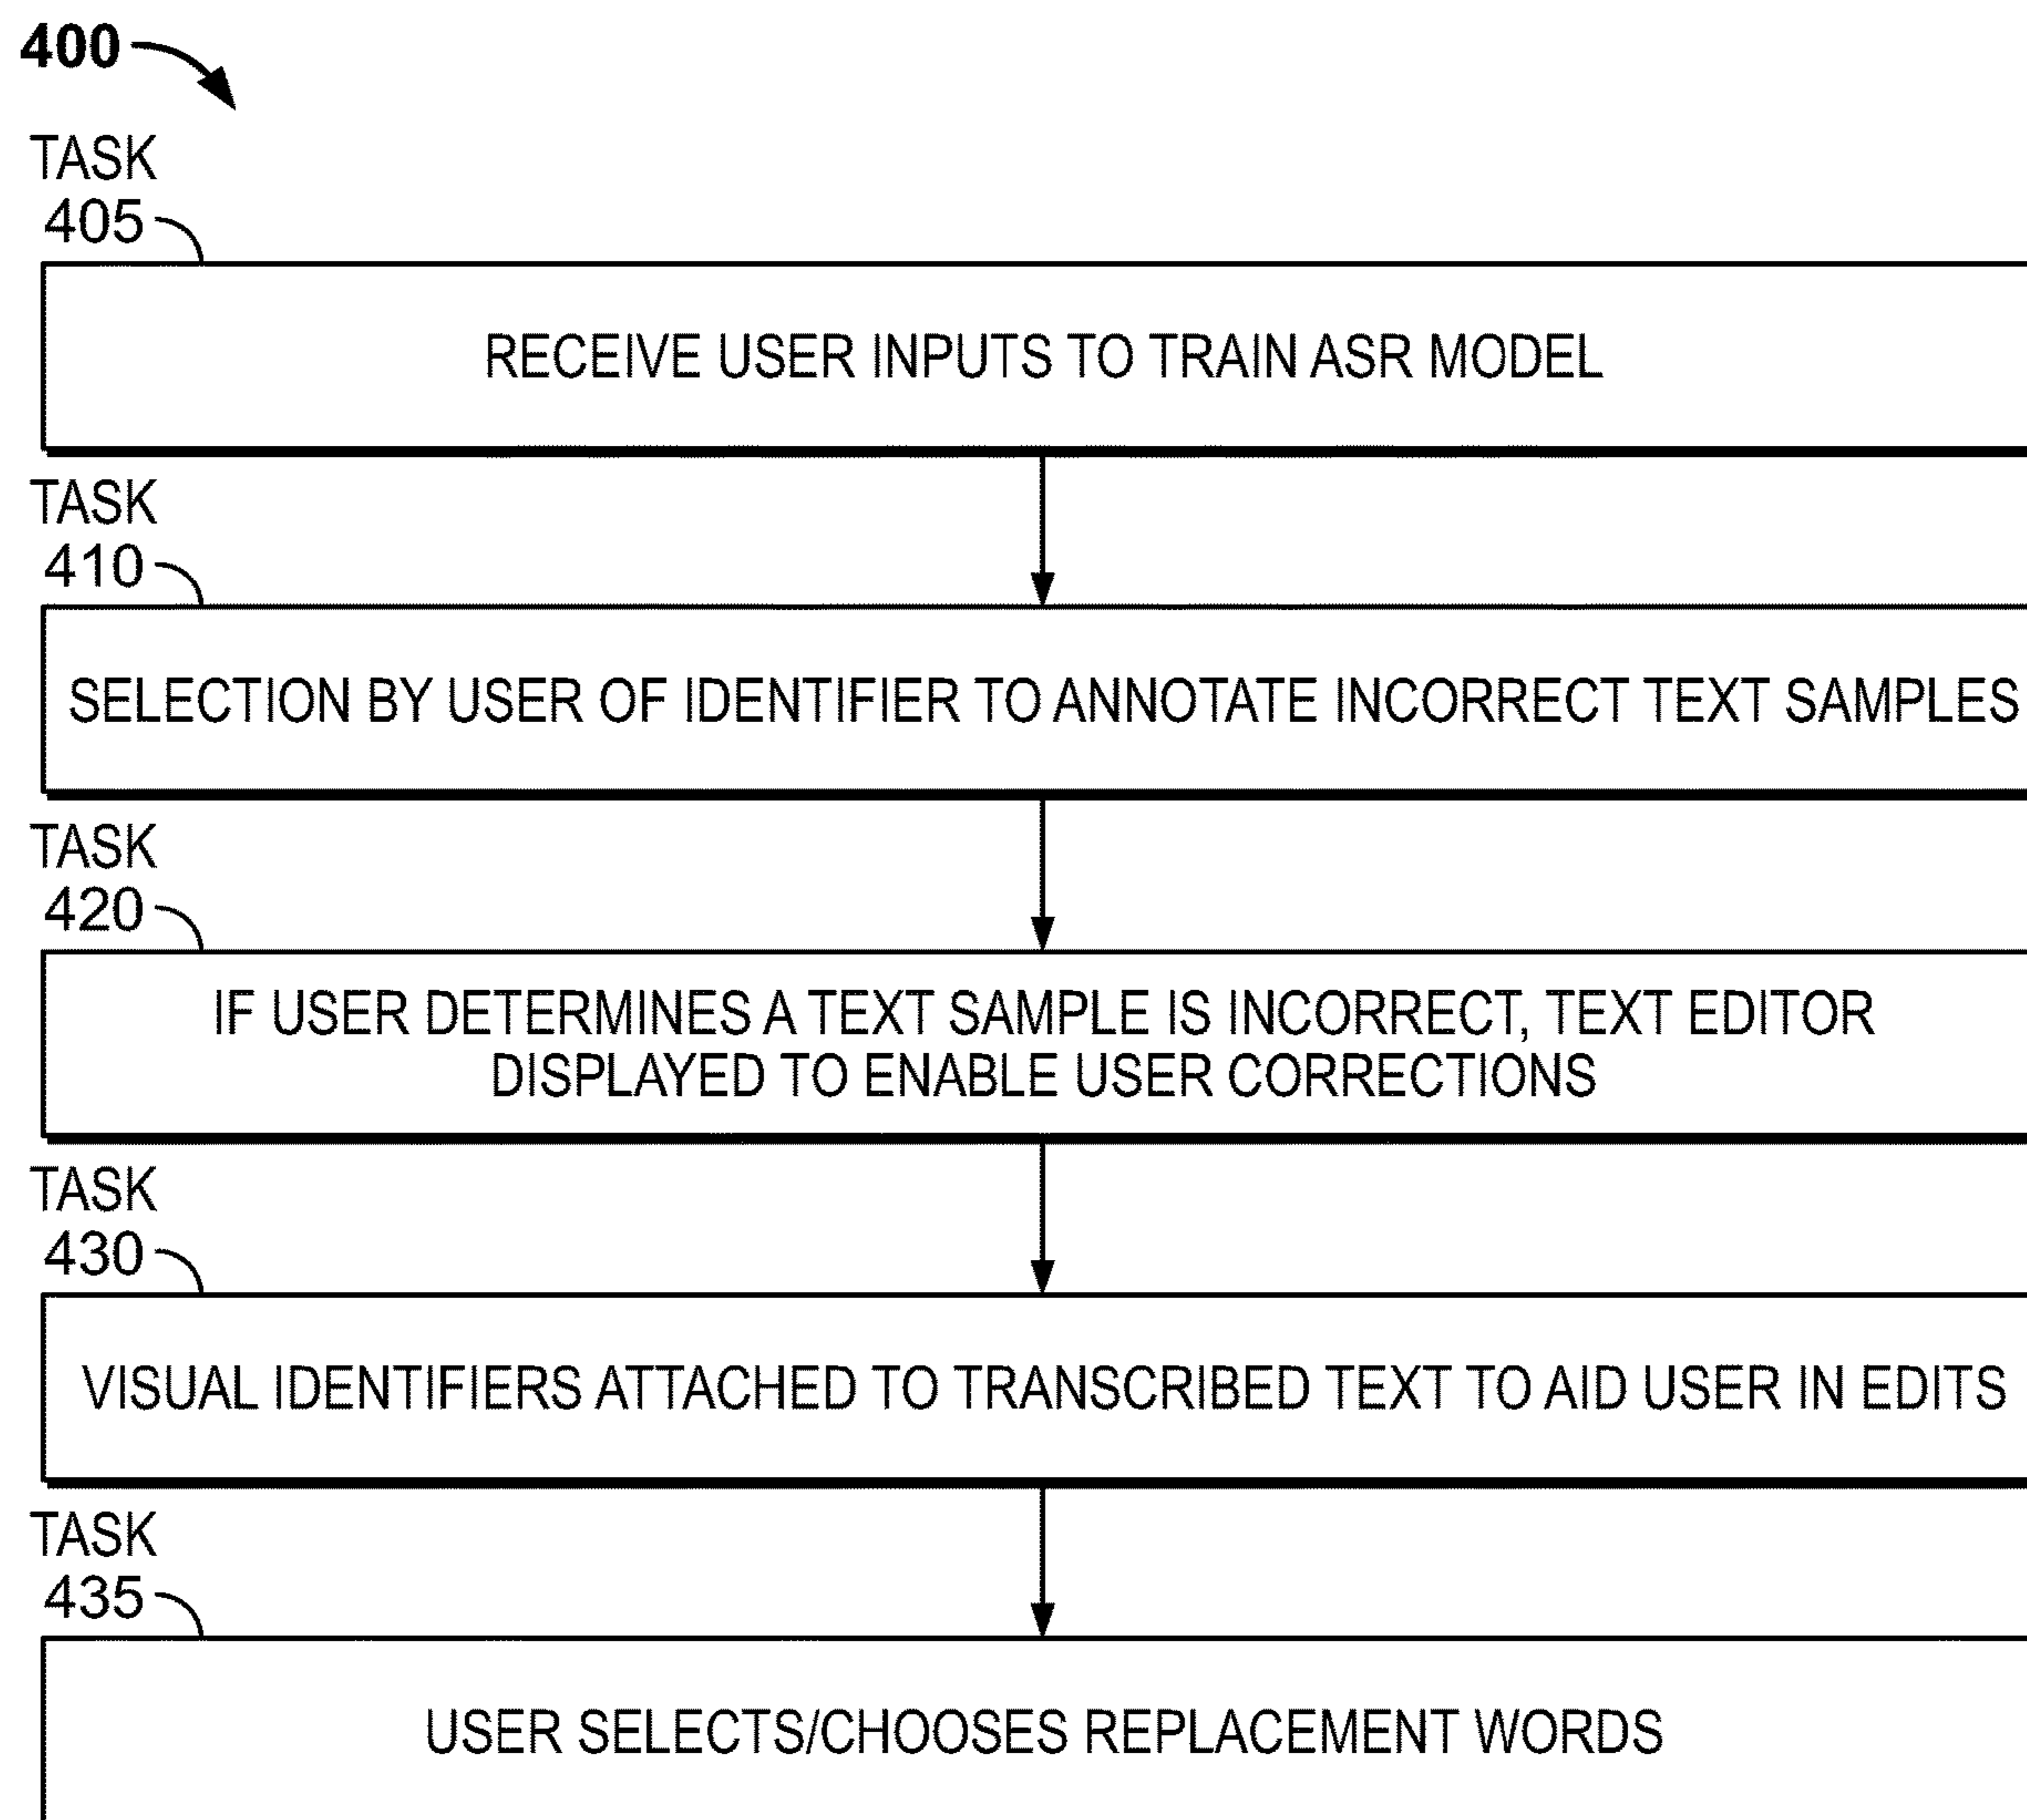 400
TASK
405
RECEIVE USER INPUTS TO TRAIN ASR MODEL
TASK
410
SELECTION BY USER OF IDENTIFIER TO ANNOTATE INCORRECT TEXT SAMPLES
TASK
420
IF USER DETERMINES A TEXT SAMPLE IS INCORRECT, TEXT EDITOR
DISPLAYED TO ENABLE USER CORRECTIONS
TASK
430
VISUAL IDENTIFIERS ATTACHED TO TRANSCRIBED TEXT TO AID USER IN EDITS
TASK
435
USER SELECTS/CHOOSES REPLACEMENT WORDS